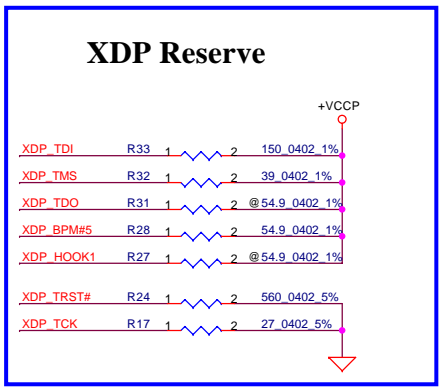 XDP Reserve
+VCCP
XDP_TDI R33 1 2 150_0402_1%
XDP_TMS R32 1 2 39_0402_1%
XDP_TDO R31 1 2 @54.9_0402_1%
XDP_BPM#5 R28 1 2 54.9_0402_1%
XDP_HOOK1 R27 1 2 @54.9_0402_1%
XDP_TRST# R24 1 2 560_0402_5%
XDP_TCK R17 1 2 27_0402_5%